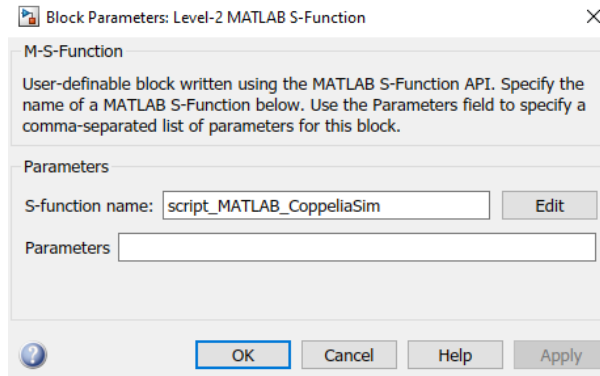 Block Parameters: Level-2 MATLAB S-Function
M-S-Function
User-definable block written using the MATLAB S-Function API. Specify the
name of a MATLAB S-Function below. Use the Parameters field to specify a
comma-separated list of parameters for this block.
Parameters
S-function name: script_MATLAB_CoppeliaSim Edit
Parameters
? OK Cancel Help Apply